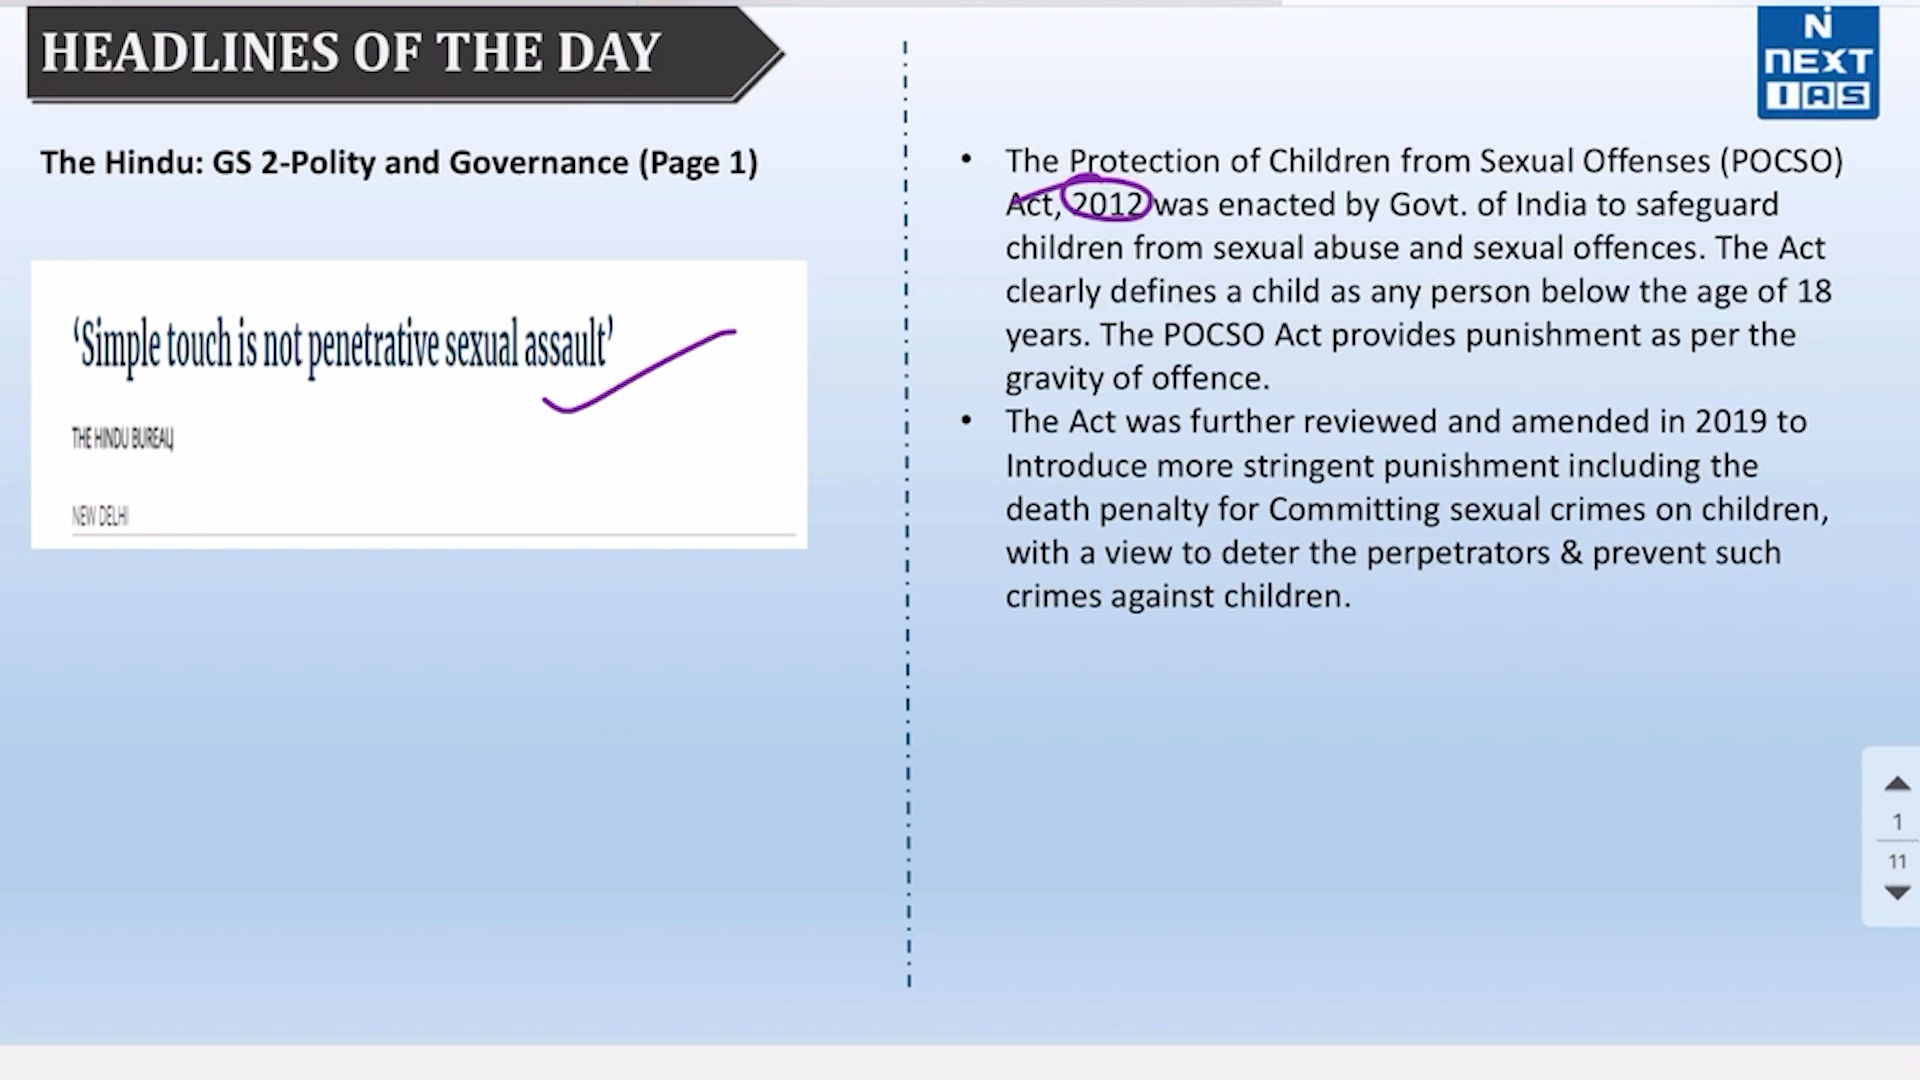 HEADLINES OF THE DAY
The Hindu: GS 2-Polity and Governance (Page 1)
‘Simple touch is not penetrative sexual assault’
THE HINDU BUREAU
NEW DELHI
N
NEXT
IAS
• The Protection of Children from Sexual Offenses (POCSO)
Act, 2012 was enacted by Govt. of India to safeguard
children from sexual abuse and sexual offences. The Act
clearly defines a child as any person below the age of 18
years. The POCSO Act provides punishment as per the
gravity of offence.
• The Act was further reviewed and amended in 2019 to
Introduce more stringent punishment including the
death penalty for Committing sexual crimes on children,
with a view to deter the perpetrators & prevent such
crimes against children.
1
11